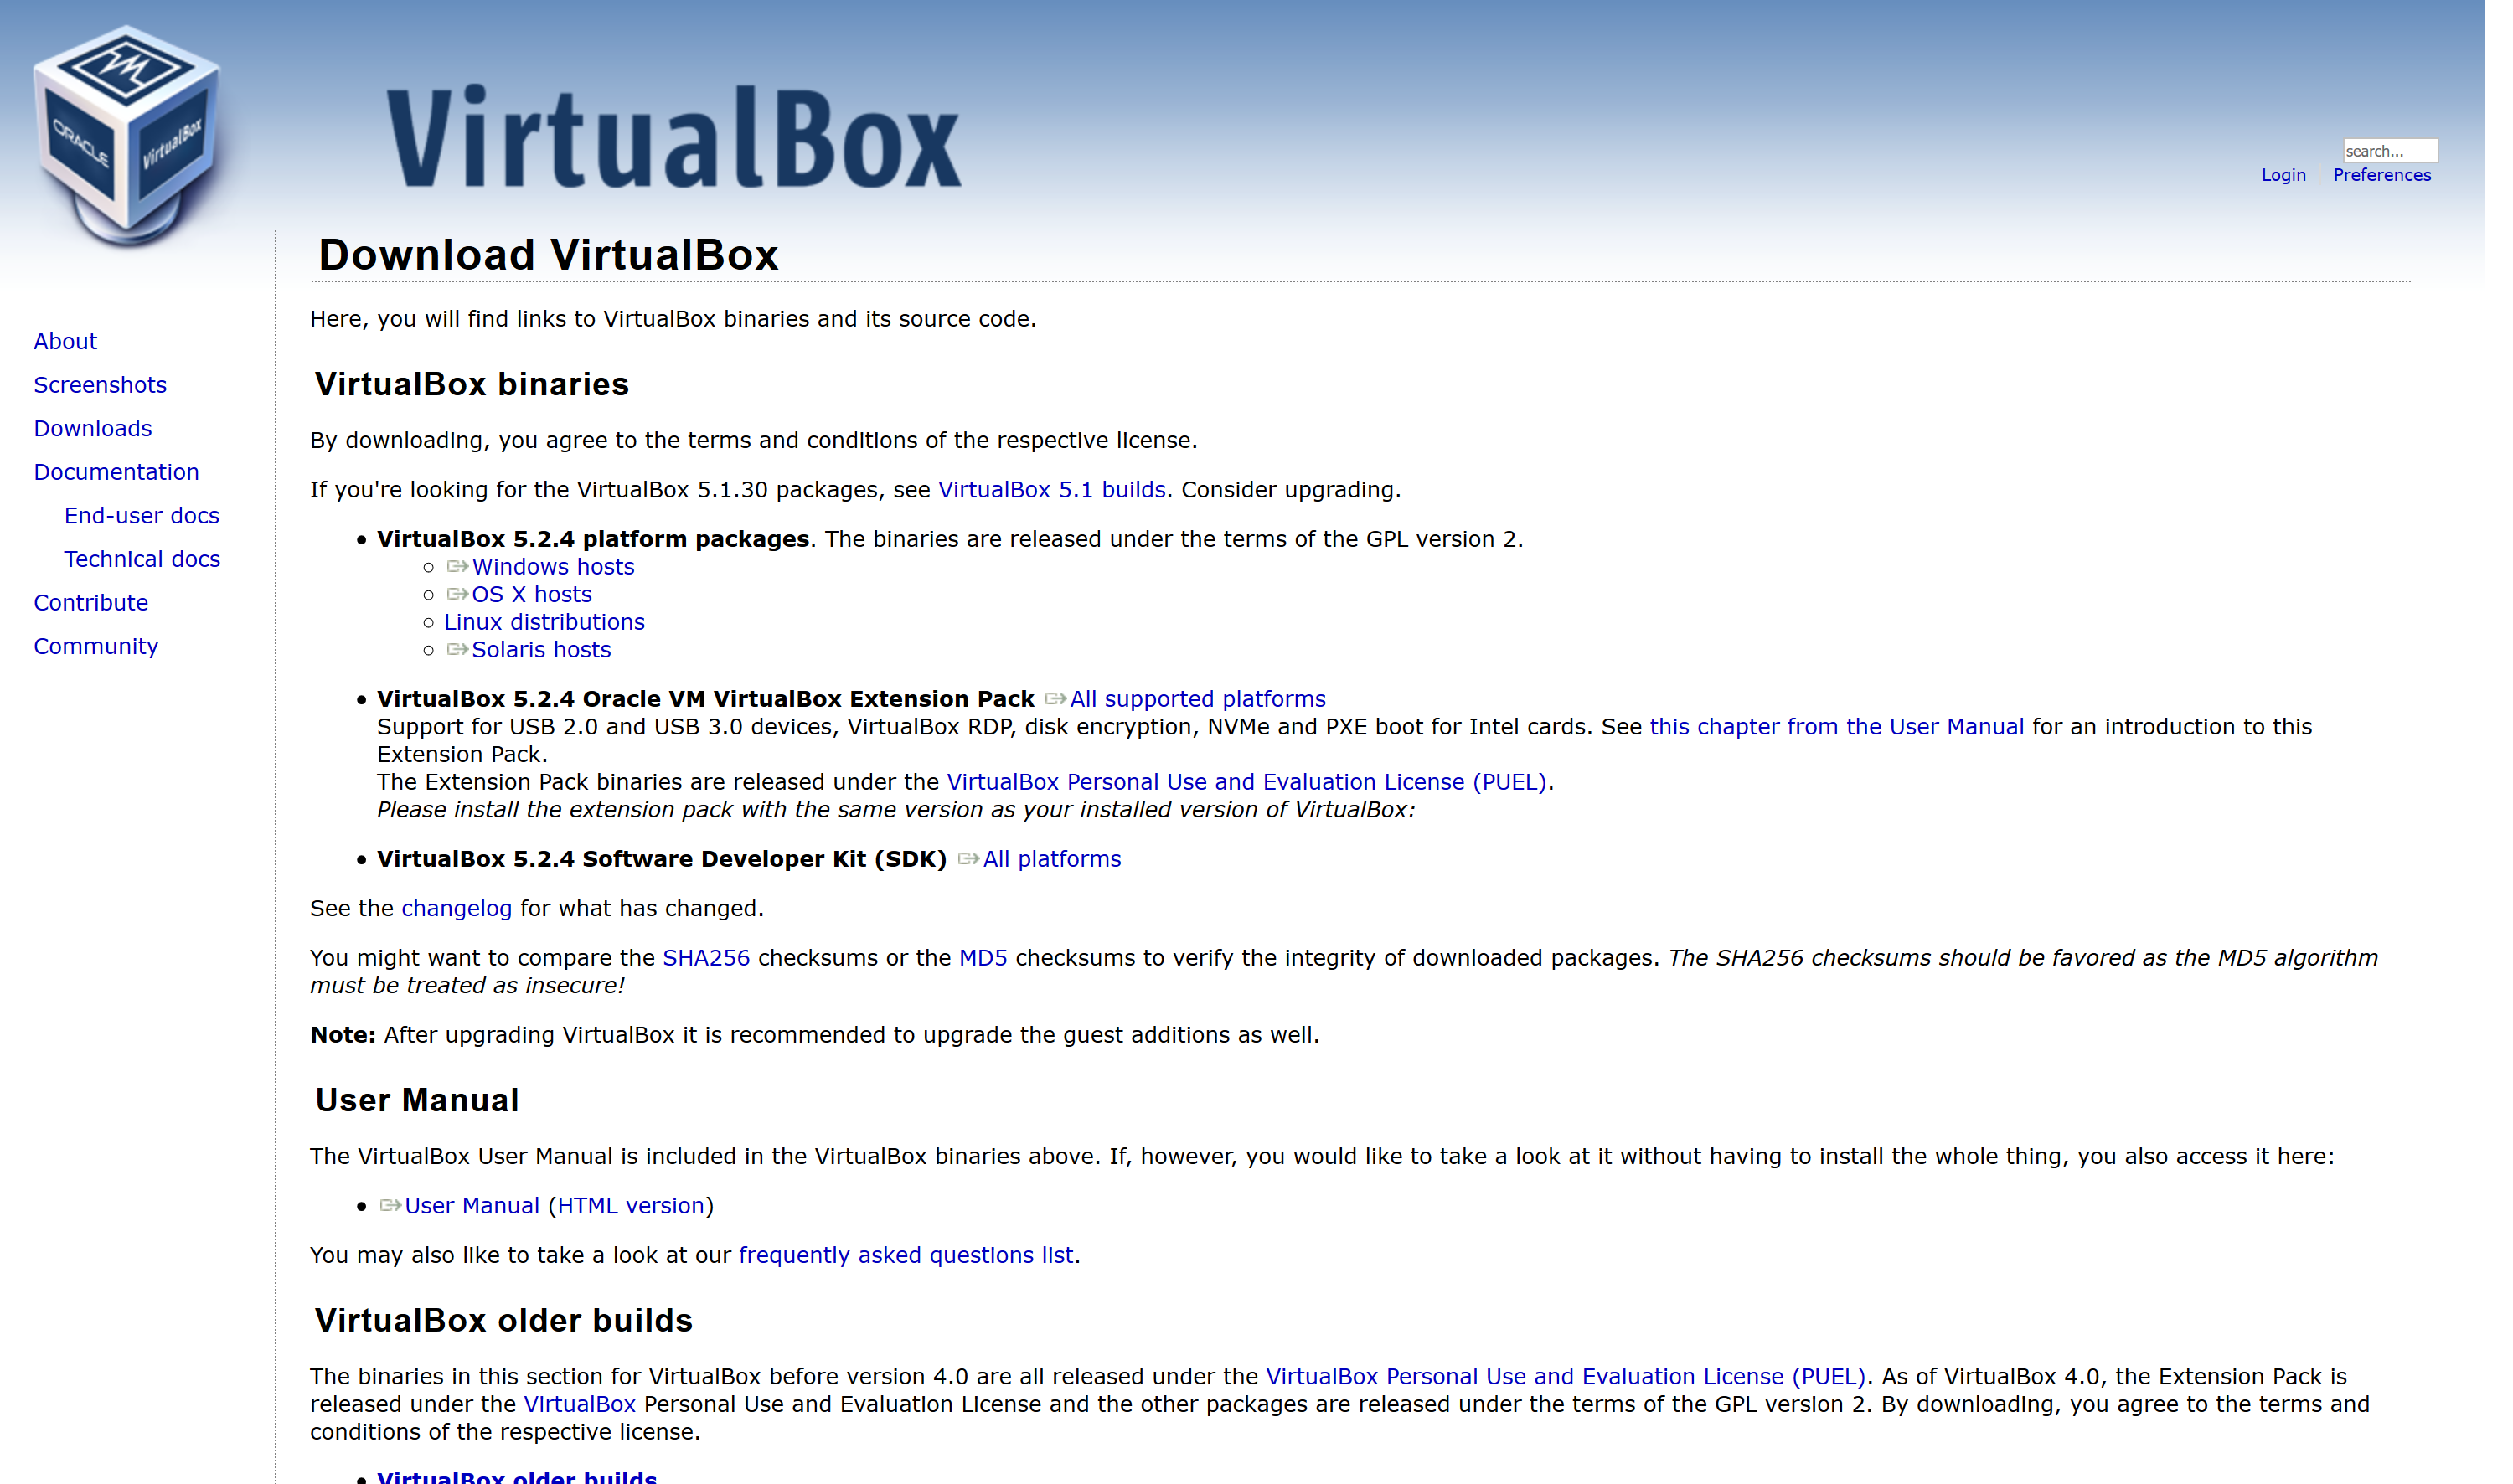 ORACLE
VirtualBox
VirtualBox
search...
Login Preferences
Download VirtualBox
Here, you will find links to VirtualBox binaries and its source code.
About
Screenshots
Downloads
Documentation
End-user docs
Technical docs
Contribute
Community
VirtualBox binaries
By downloading, you agree to the terms and conditions of the respective license.
If you're looking for the VirtualBox 5.1.30 packages, see VirtualBox 5.1 builds. Consider upgrading.
VirtualBox 5.2.4 platform packages. The binaries are released under the terms of the GPL version 2.
Windows hosts
OS X hosts
Linux distributions
Solaris hosts
VirtualBox 5.2.4 Oracle VM VirtualBox Extension Pack All supported platforms
Support for USB 2.0 and USB 3.0 devices, VirtualBox RDP, disk encryption, NVMe and PXE boot for Intel cards. See this chapter from the User Manual for an introduction to this
Extension Pack.
The Extension Pack binaries are released under the VirtualBox Personal Use and Evaluation License (PUEL).
Please install the extension pack with the same version as your installed version of VirtualBox:
VirtualBox 5.2.4 Software Developer Kit (SDK) All platforms
See the changelog for what has changed.
You might want to compare the SHA256 checksums or the MD5 checksums to verify the integrity of downloaded packages. The SHA256 checksums should be favored as the MD5 algorithm
must be treated as insecure!
Note: After upgrading VirtualBox it is recommended to upgrade the guest additions as well.
User Manual
The VirtualBox User Manual is included in the VirtualBox binaries above. If, however, you would like to take a look at it without having to install the whole thing, you also access it here:
User Manual (HTML version)
You may also like to take a look at our frequently asked questions list.
VirtualBox older builds
The binaries in this section for VirtualBox before version 4.0 are all released under the VirtualBox Personal Use and Evaluation License (PUEL). As of VirtualBox 4.0, the Extension Pack is
released under the VirtualBox Personal Use and Evaluation License and the other packages are released under the terms of the GPL version 2. By downloading, you agree to the terms and
conditions of the respective license.
VirtualBox older builds